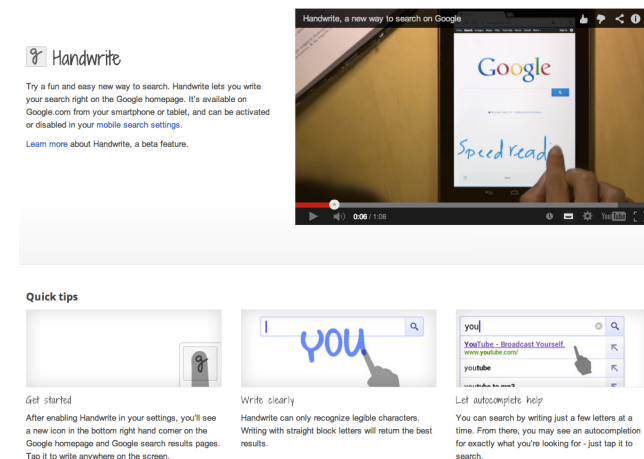 Handwrite, a new way to search on Google
Handwrite
Google
Try a fun and easy new way to search. Handwrite lets you write
your search right on the Google homepage. It's available on
Google.com from your smartphone or tablet, and can be activated
or disabled in your mobile search settings.
Learn more about Handwrite, a beta feature.
Speed read
0:06 / 1:08
YouTube
Quick tips
g
YOU
you
YouTube - Broadcast Yourself.
www.youtube.com/
youtube
youtube to mp3
Get started
After enabling Handwrite in your settings, you'll see
a new icon in the bottom right hand corner on the
Google homepage and Google search results pages.
Tap it to write anywhere on the screen.
Write clearly
Handwrite can only recognize legible characters.
Writing with straight block letters will return the best
results.
Let autocomplete help
You can search by writing just a few letters at a
time. From there, you may see an autocompletion
for exactly what you're looking for - just tap it to
search.